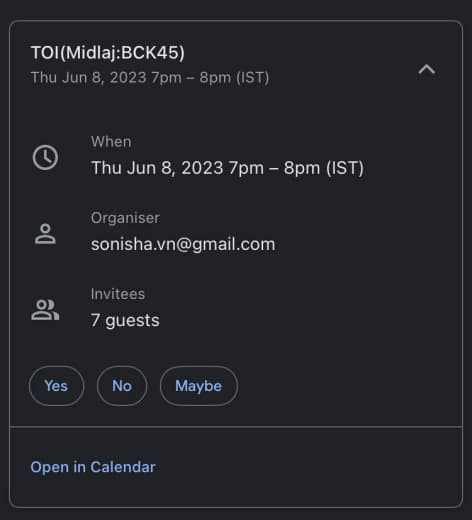 TOI(Midlaj:BCK45)
Thu Jun 8, 2023 7pm – 8pm (IST)
When
Thu Jun 8, 2023 7pm – 8pm (IST)
Organiser
sonisha.vn@gmail.com
Invitees
7 guests
Yes No Maybe
Open in Calendar